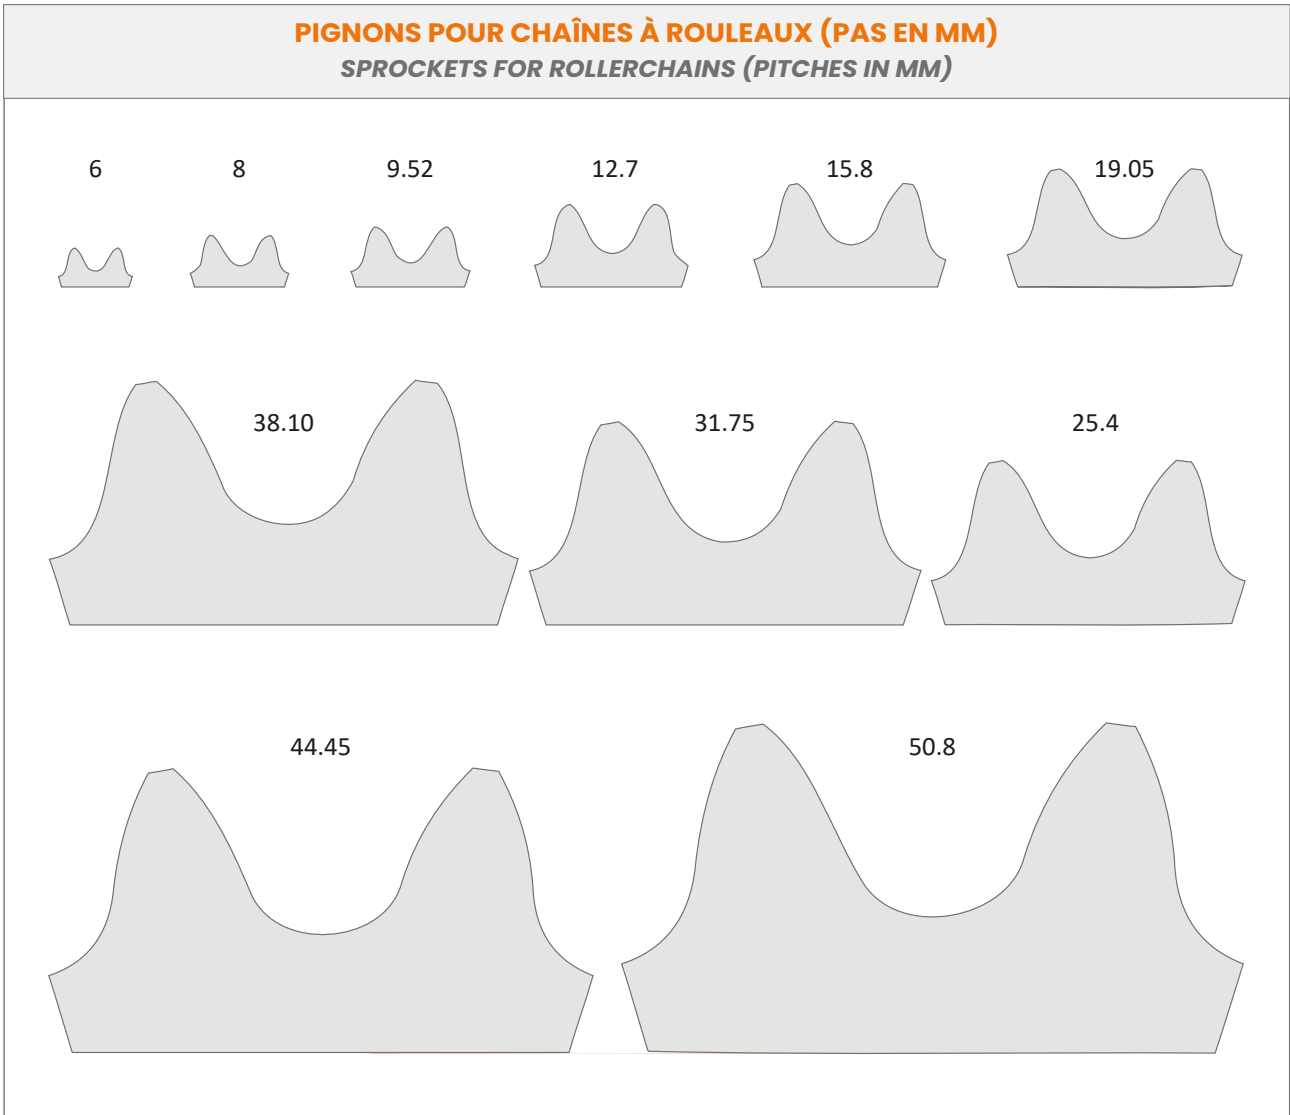 PIGNONS POUR CHAÎNES À ROULEAUX (PAS EN MM)
SPROCKETS FOR ROLLERCHAINS (PITCHES IN MM)
6 8 9.52 12.7 15.8 19.05
38.10 31.75 25.4
44.45 50.8